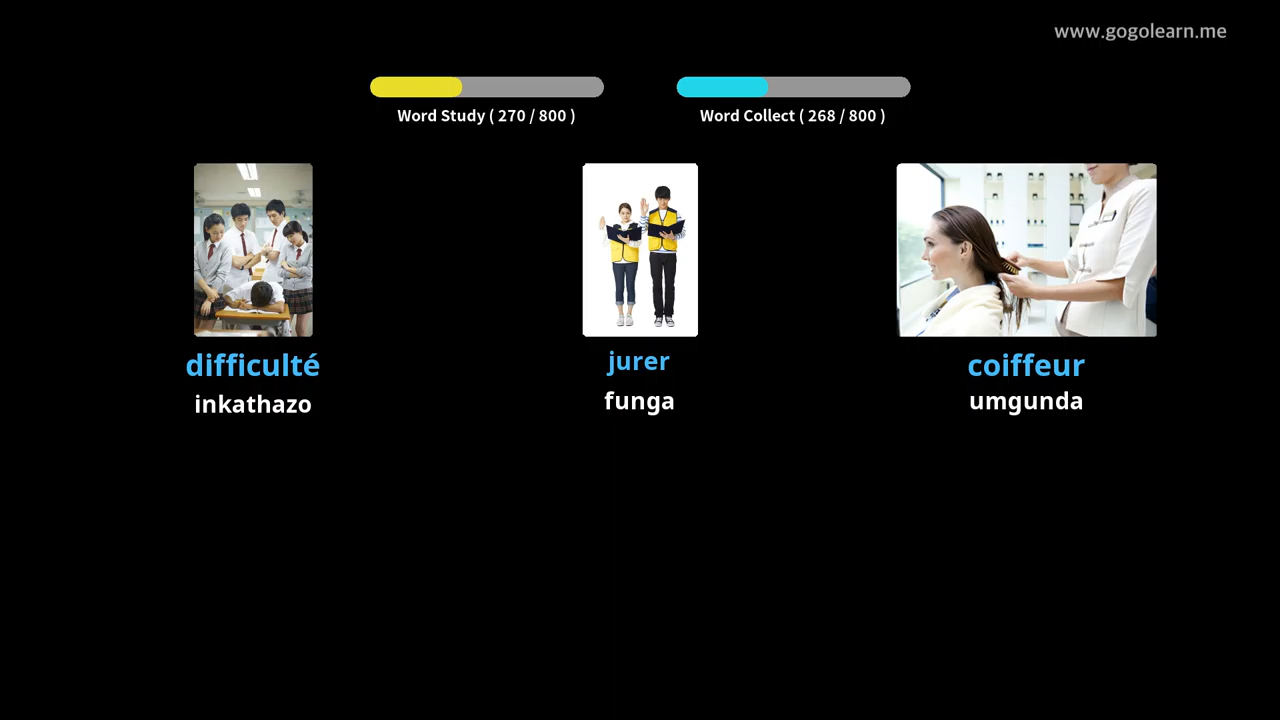 www.gogolearn.me
Word Study ( 270 / 800 )
Word Collect ( 268 / 800 )
difficulté
inkathazo
jurer
funga
coiffeur
umgunda